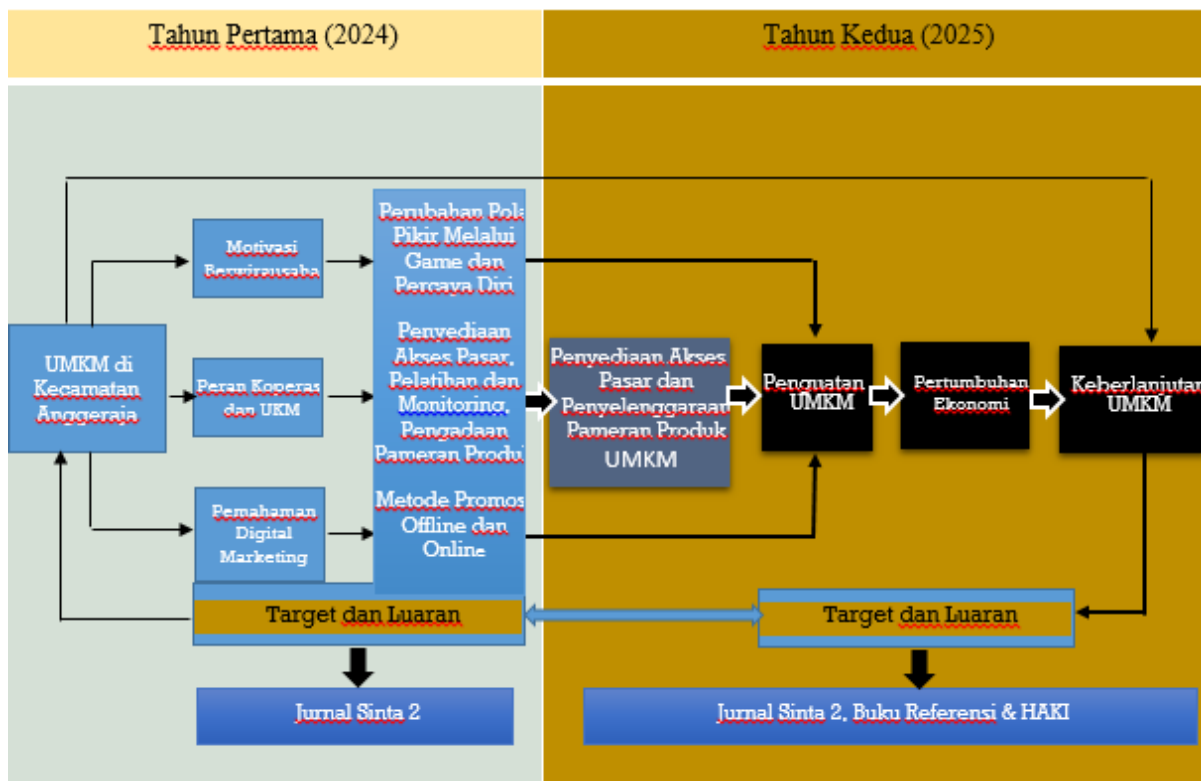 Tahun Pertama (2024)
Tahun Kedua (2025)
Motivasi
Berwirausaha
UMKM di
Kecamatan
Anggeraja
Peran Koperas
dan UKM
Pemahaman
Digital
Marketing
Perubahan Pola
Pikir Melalui
Game dan
Percaya Diri
Penyediaan
Akses Pasar,
Pelatihan dan
Monitoring,
Pengadaan
Pameran Produk
Metode Promos
Offline dan
Online
Penyediaan Akses
Pasar dan
Penyelenggaraan
Pameran Produk
UMKM
Penguatan
UMKM
Pertumbuhan
Ekonomi
Keberlanjutan
UMKM
Target dan Luaran
Target dan Luaran
Jurnal Sinta 2
Jurnal Sinta 2, Buku Referensi & HAKI